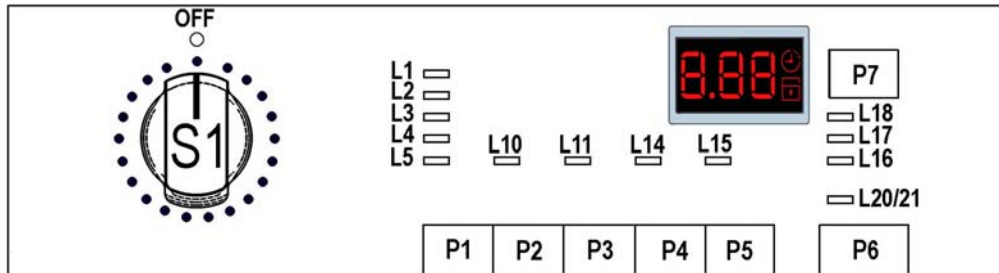 OFF
S1
L1
L2
L3
L4
L5
L10 L11 L14 L15
8.88
P7
L18
L17
L16
L20/21
P1 P2 P3 P4 P5 P6